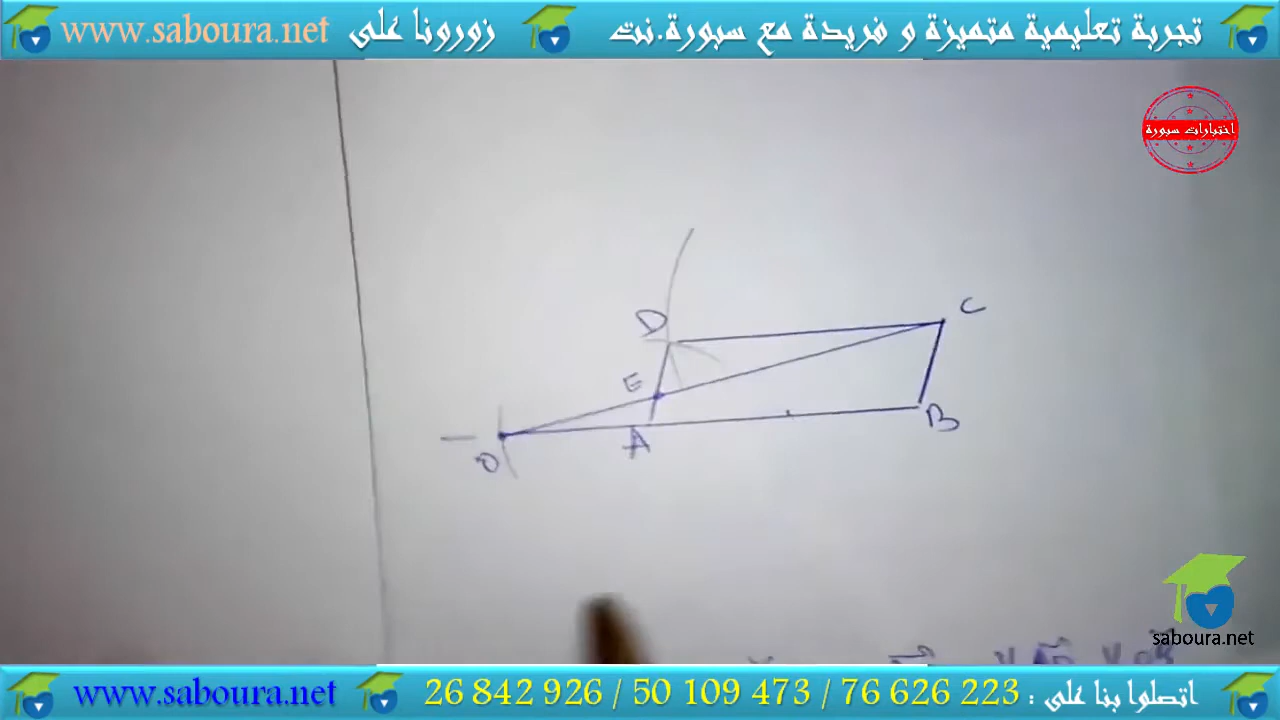 تجربة تعليمية متميزة و فريدة مع سبورة.نت زورونا على www.saboura.net
اختبارات سبورة
D
C
E
A
B
O
saboura.net
اتصلوا بنا على : 76 626 223 / 50 109 473 / 26 842 926 www.saboura.net